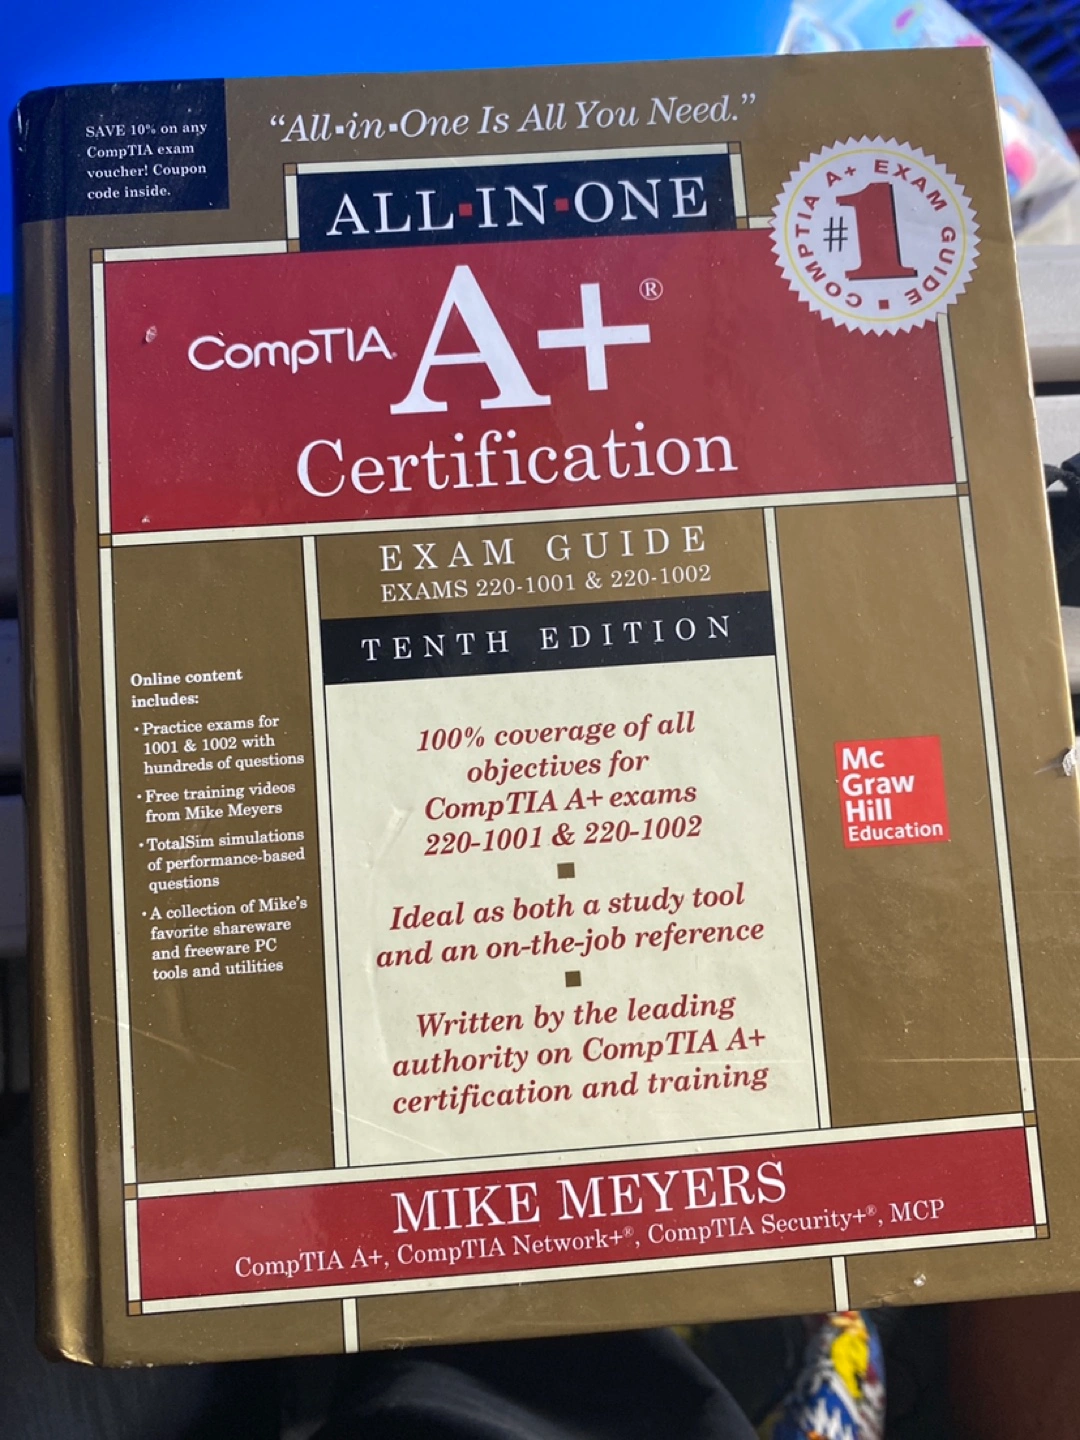 SAVE 10% on any
CompTIA exam
voucher! Coupon
code inside.
“All-in-One Is All You Need.”
ALL-IN-ONE
COMPTIA A+ EXAM GUIDE
#1
CompTIA A+®
Certification
EXAM GUIDE
EXAMS 220-1001 & 220-1002
TENTH EDITION
Online content
includes:
• Practice exams for
1001 & 1002 with
hundreds of questions
• Free training videos
from Mike Meyers
• TotalSim simulations
of performance-based
questions
• A collection of Mike’s
favorite shareware
and freeware PC
tools and utilities
100% coverage of all
objectives for
CompTIA A+ exams
220-1001 & 220-1002
Ideal as both a study tool
and an on-the-job reference
Written by the leading
authority on CompTIA A+
certification and training
Mc
Graw
Hill
Education
MIKE MEYERS
CompTIA A+, CompTIA Network+®, CompTIA Security+®, MCP